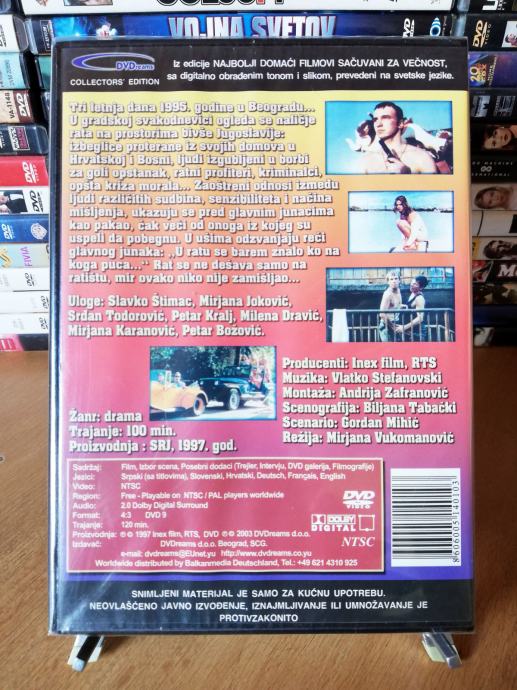 VOJNA SVETOV
DVDreams
COLLECTORS' EDITION
Iz edicije NAJBOLJI DOMAĆI FILMOVI SAČUVANI ZA VEČNOST,
sa digitalno obrađenim tonom i slikom, prevedeni na svetske jezike.
Tri letnja dana 1995. godine u Beogradu...
U gradskoj svakodnevici ogleda se naličje
rata na prostorima bivše Jugoslavije:
izbeglice proterane iz svojih domova u
Hrvatskoj i Bosni, ljudi izgubljeni u borbi
za goli opstanak, ratni profiteri, kriminalci,
opšta kriza morala... Zaoštreni odnosi između
ljudi različitih sudbina, senzibiliteta i načina
mišljenja, ukazuju se pred glavnim junacima
kao pakao, čak veći od onoga iz kojeg su
uspeli da pobegnu. U ušima odzvanjaju reči
glavnog junaka: „U ratu se barem znalo ko na
koga puca...“ Rat se ne dešava samo na
ratištu, mir ovako niko nije zamišljao...
Uloge: Slavko Štimac, Mirjana Joković,
Srđan Todorović, Petar Kralj, Milena Dravić,
Mirjana Karanović, Petar Božović.
Žanr: drama
Trajanje: 100 min.
Proizvodnja : SRJ, 1997. god.
Producenti: Inex film, RTS
Muzika: Vlatko Stefanovski
Montaža: Andrija Zafranović
Scenografija: Biljana Tabački
Scenario: Gordan Mihić
Režija: Mirjana Vukomanović
Sadržaj: Film, Izbor scena, Posebni dodaci (Trejler, Intervju, DVD galerija, Filmografije)
Jezici: Srpski (sa titlovima), Slovenski, Hrvatski, Deutsch, Français, English
Video: NTSC
Region: Free - Playable on NTSC / PAL players worldwide
Audio: 2.0 Dolby Digital Surround
Format: 4:3 DVD 9
Trajanje: 120 min.
Proizvodnja: ℗ © 1997 Inex film, RTS, DVD ℗ © 2003 DVDreams d.o.o.
Izdavač: DVDreams d.o.o. Beograd, SCG.
e-mail: dvdreams@EUnet.yu http://www.dvdreams.co.yu
Worldwide distributed by Balkanmedia Deutschland, Tel.: +49 621 4310 925
DVD
VIDEO
DOLBY
DIGITAL
NTSC
8606005140103
SNIMLJENI MATERIJAL JE SAMO ZA KUĆNU UPOTREBU.
NEOVLAŠĆENO JAVNO IZVOĐENJE, IZNAJMLJIVANJE ILI UMNOŽAVANJE JE
PROTIVZAKONITO